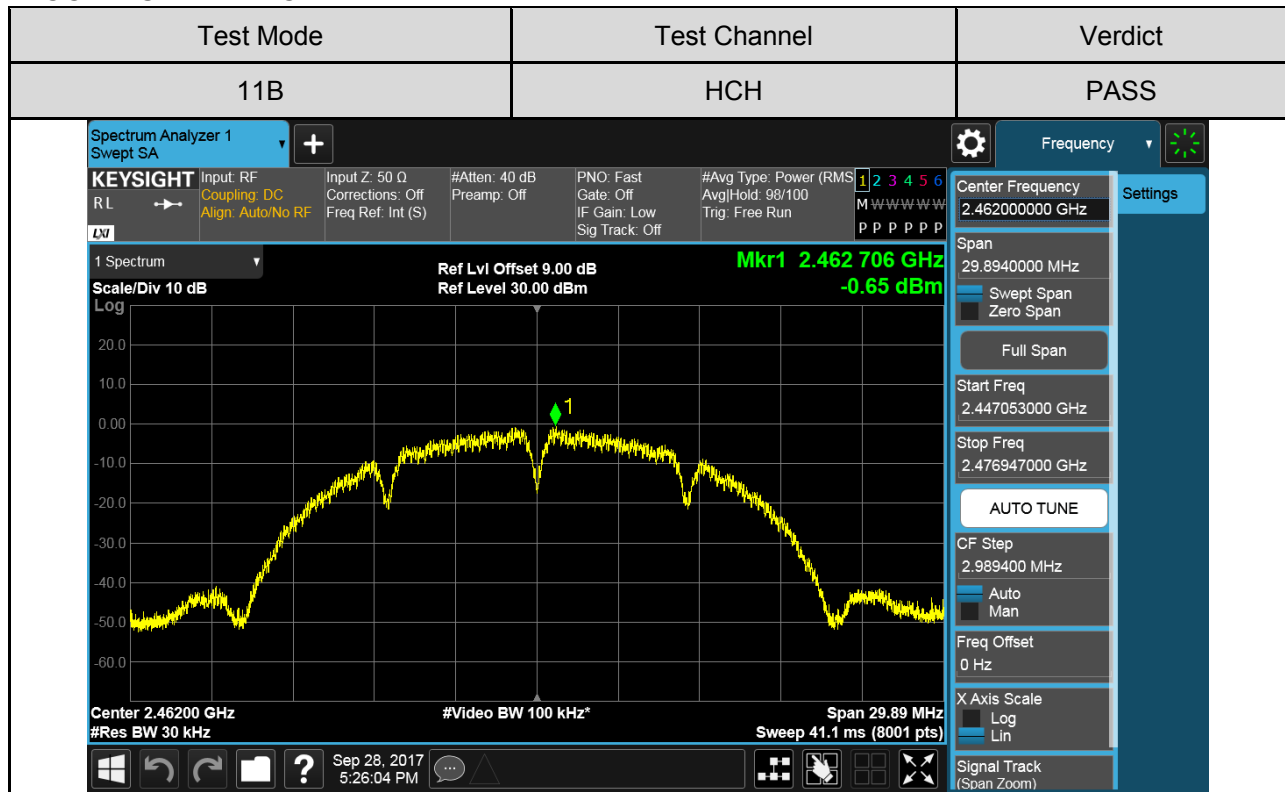 Test Mode Test Channel Verdict
11B HCH PASS
Spectrum Analyzer 1
Swept SA
+
Frequency
KEYSIGHT
RL
LXI
Input: RF
Coupling: DC
Align: Auto/No RF
Input Z: 50 Ω
Corrections: Off
Freq Ref: Int (S)
#Atten: 40 dB
Preamp: Off
PNO: Fast
Gate: Off
IF Gain: Low
Sig Track: Off
#Avg Type: Power (RMS
Avg|Hold: 98/100
Trig: Free Run
1 2 3 4 5 6
M W W W W W
P P P P P P
1 Spectrum
Scale/Div 10 dB
Log
Ref Lvl Offset 9.00 dB
Ref Level 30.00 dBm
Mkr1 2.462 706 GHz
-0.65 dBm
20.0
10.0
0.00
-10.0
-20.0
-30.0
-40.0
-50.0
-60.0
1
Center 2.46200 GHz
#Res BW 30 kHz
#Video BW 100 kHz*
Span 29.89 MHz
Sweep 41.1 ms (8001 pts)
?
Sep 28, 2017
5:26:04 PM
Center Frequency
2.462000000 GHz
Settings
Span
29.8940000 MHz
Swept Span
Zero Span
Full Span
Start Freq
2.447053000 GHz
Stop Freq
2.476947000 GHz
AUTO TUNE
CF Step
2.989400 MHz
Auto
Man
Freq Offset
0 Hz
X Axis Scale
Log
Lin
Signal Track
(Span Zoom)